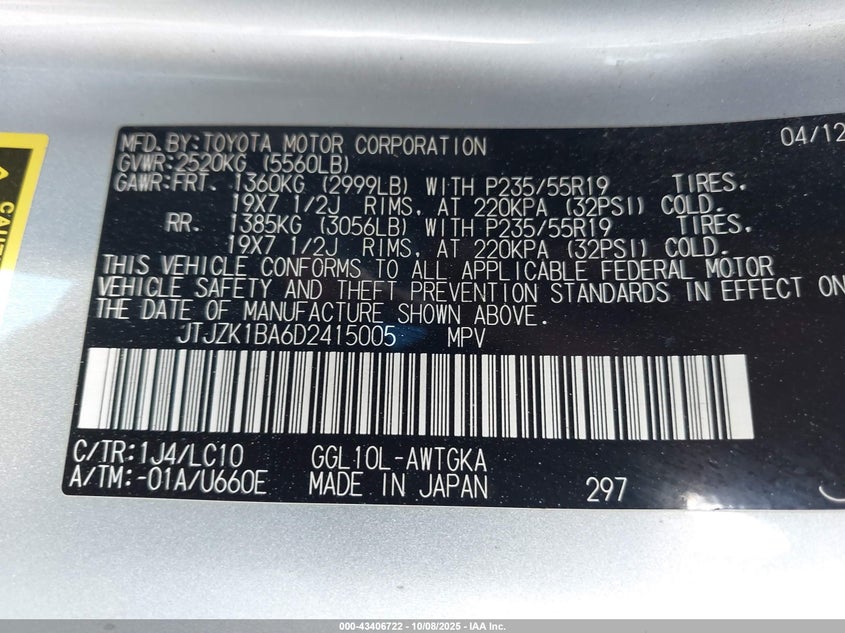 MFD.BY:TOYOTA MOTOR CORPORATION 04/12
GVWR:2520KG (5560LB)
GAWR:FRT. 1360KG (2999LB) WITH P235/55R19 TIRES.
19X7 1/2J RIMS, AT 220KPA (32PSI) COLD.
RR. 1385KG (3056LB) WITH P235/55R19 TIRES.
19X7 1/2J RIMS, AT 220KPA (32PSI) COLD.
THIS VEHICLE CONFORMS TO ALL APPLICABLE FEDERAL MOTOR
VEHICLE SAFETY AND THEFT PREVENTION STANDARDS IN EFFECT ON
THE DATE OF MANUFACTURE SHOWN ABOVE.
JTJZK1BA6D2415005 MPV
C/TR:1J4/LC10 GGL10L-AWTGKA
A/TM:-01A/U660E MADE IN JAPAN 297
000-43406722 - 10/08/2025 - IAA Inc.